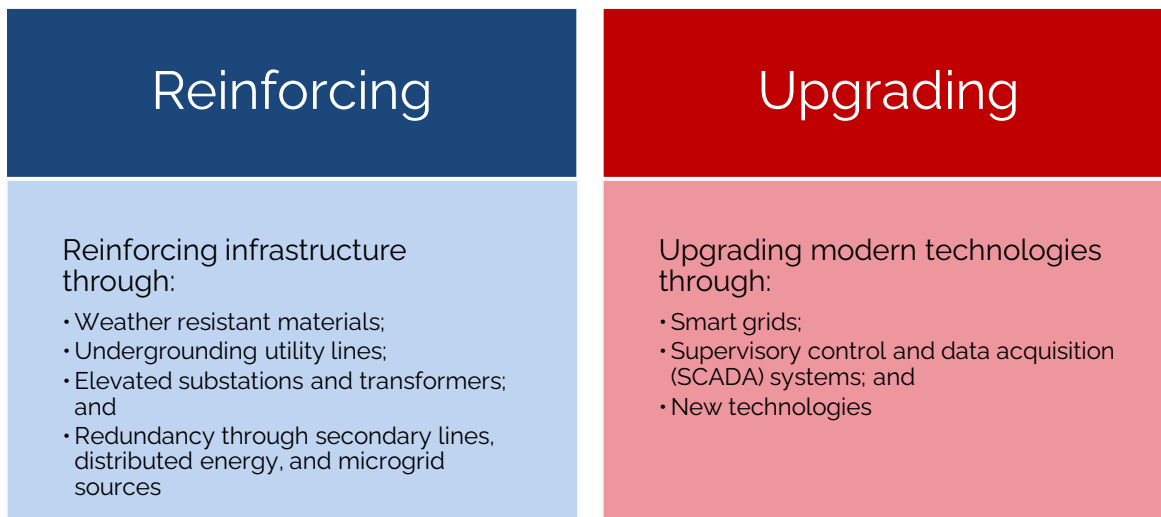 Reinforcing
Reinforcing infrastructure
through:
• Weather resistant materials;
• Undergrounding utility lines;
• Elevated substations and transformers;
and
• Redundancy through secondary lines,
distributed energy, and microgrid
sources
Upgrading
Upgrading modern technologies
through:
• Smart grids;
• Supervisory control and data acquisition
(SCADA) systems; and
• New technologies